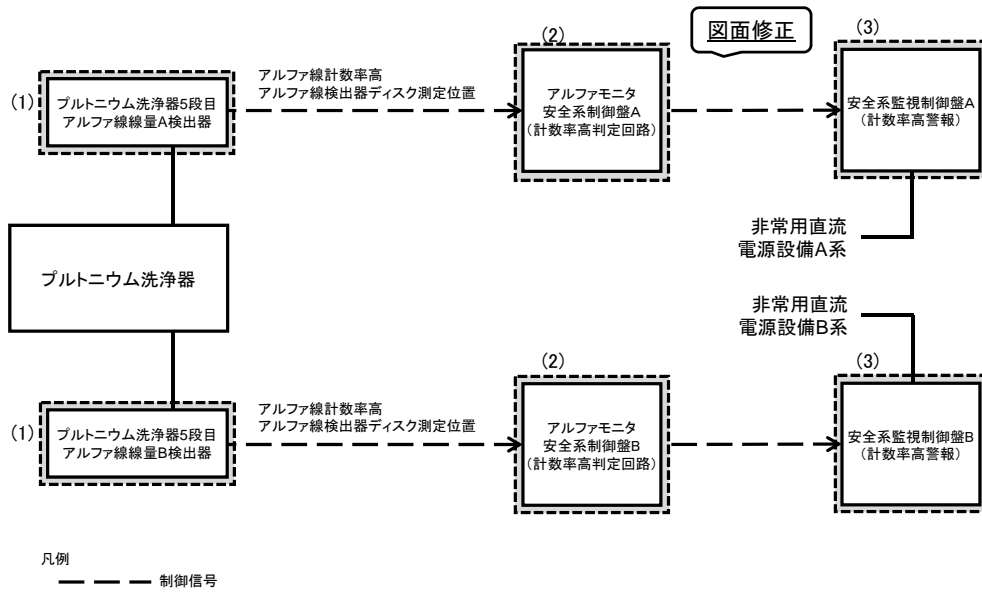 図面修正
(1)
プルトニウム洗浄器5段目
アルファ線線量A検出器
アルファ線計数率高
アルファ線検出器ディスク測定位置
(2)
アルファモニタ
安全系制御盤A
(計数率高判定回路)
(3)
安全系監視制御盤A
(計数率高警報)
非常用直流
電源設備A系
プルトニウム洗浄器
非常用直流
電源設備B系
(1)
プルトニウム洗浄器5段目
アルファ線線量B検出器
アルファ線計数率高
アルファ線検出器ディスク測定位置
(2)
アルファモニタ
安全系制御盤B
(計数率高判定回路)
(3)
安全系監視制御盤B
(計数率高警報)
凡例
制御信号